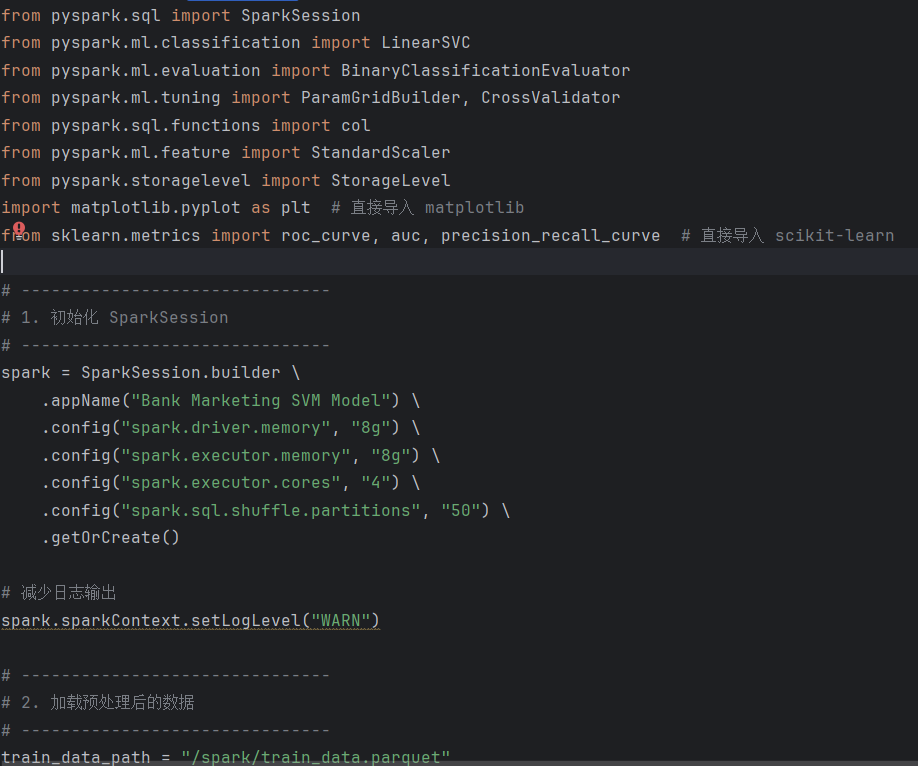 from pyspark.sql import SparkSession
from pyspark.ml.classification import LinearSVC
from pyspark.ml.evaluation import BinaryClassificationEvaluator
from pyspark.ml.tuning import ParamGridBuilder, CrossValidator
from pyspark.sql.functions import col
from pyspark.ml.feature import StandardScaler
from pyspark.storagelevel import StorageLevel
import matplotlib.pyplot as plt  # 直接导入 matplotlib
from sklearn.metrics import roc_curve, auc, precision_recall_curve  # 直接导入 scikit-learn
# -------------------------------
# 1. 初始化 SparkSession
# -------------------------------
spark = SparkSession.builder \
    .appName("Bank Marketing SVM Model") \
    .config("spark.driver.memory", "8g") \
    .config("spark.executor.memory", "8g") \
    .config("spark.executor.cores", "4") \
    .config("spark.sql.shuffle.partitions", "50") \
    .getOrCreate()
# 减少日志输出
spark.sparkContext.setLogLevel("WARN")
# -------------------------------
# 2. 加载预处理后的数据
# -------------------------------
train_data_path = "/spark/train_data.parquet"